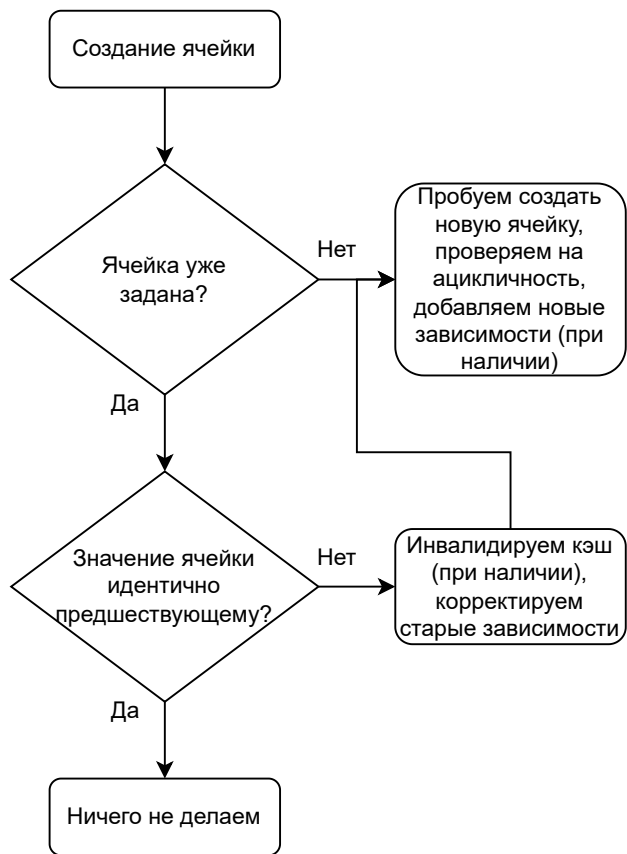 Создание ячейки
Ячейка уже
задана?
Нет
Пробуем создать
новую ячейку,
проверяем на
ацикличность,
добавляем новые
зависимости (при
наличии)
Да
Значение ячейки
идентично
предшествующему?
Нет
Инвалидируем кэш
(при наличии),
корректируем
старые зависимости
Да
Ничего не делаем